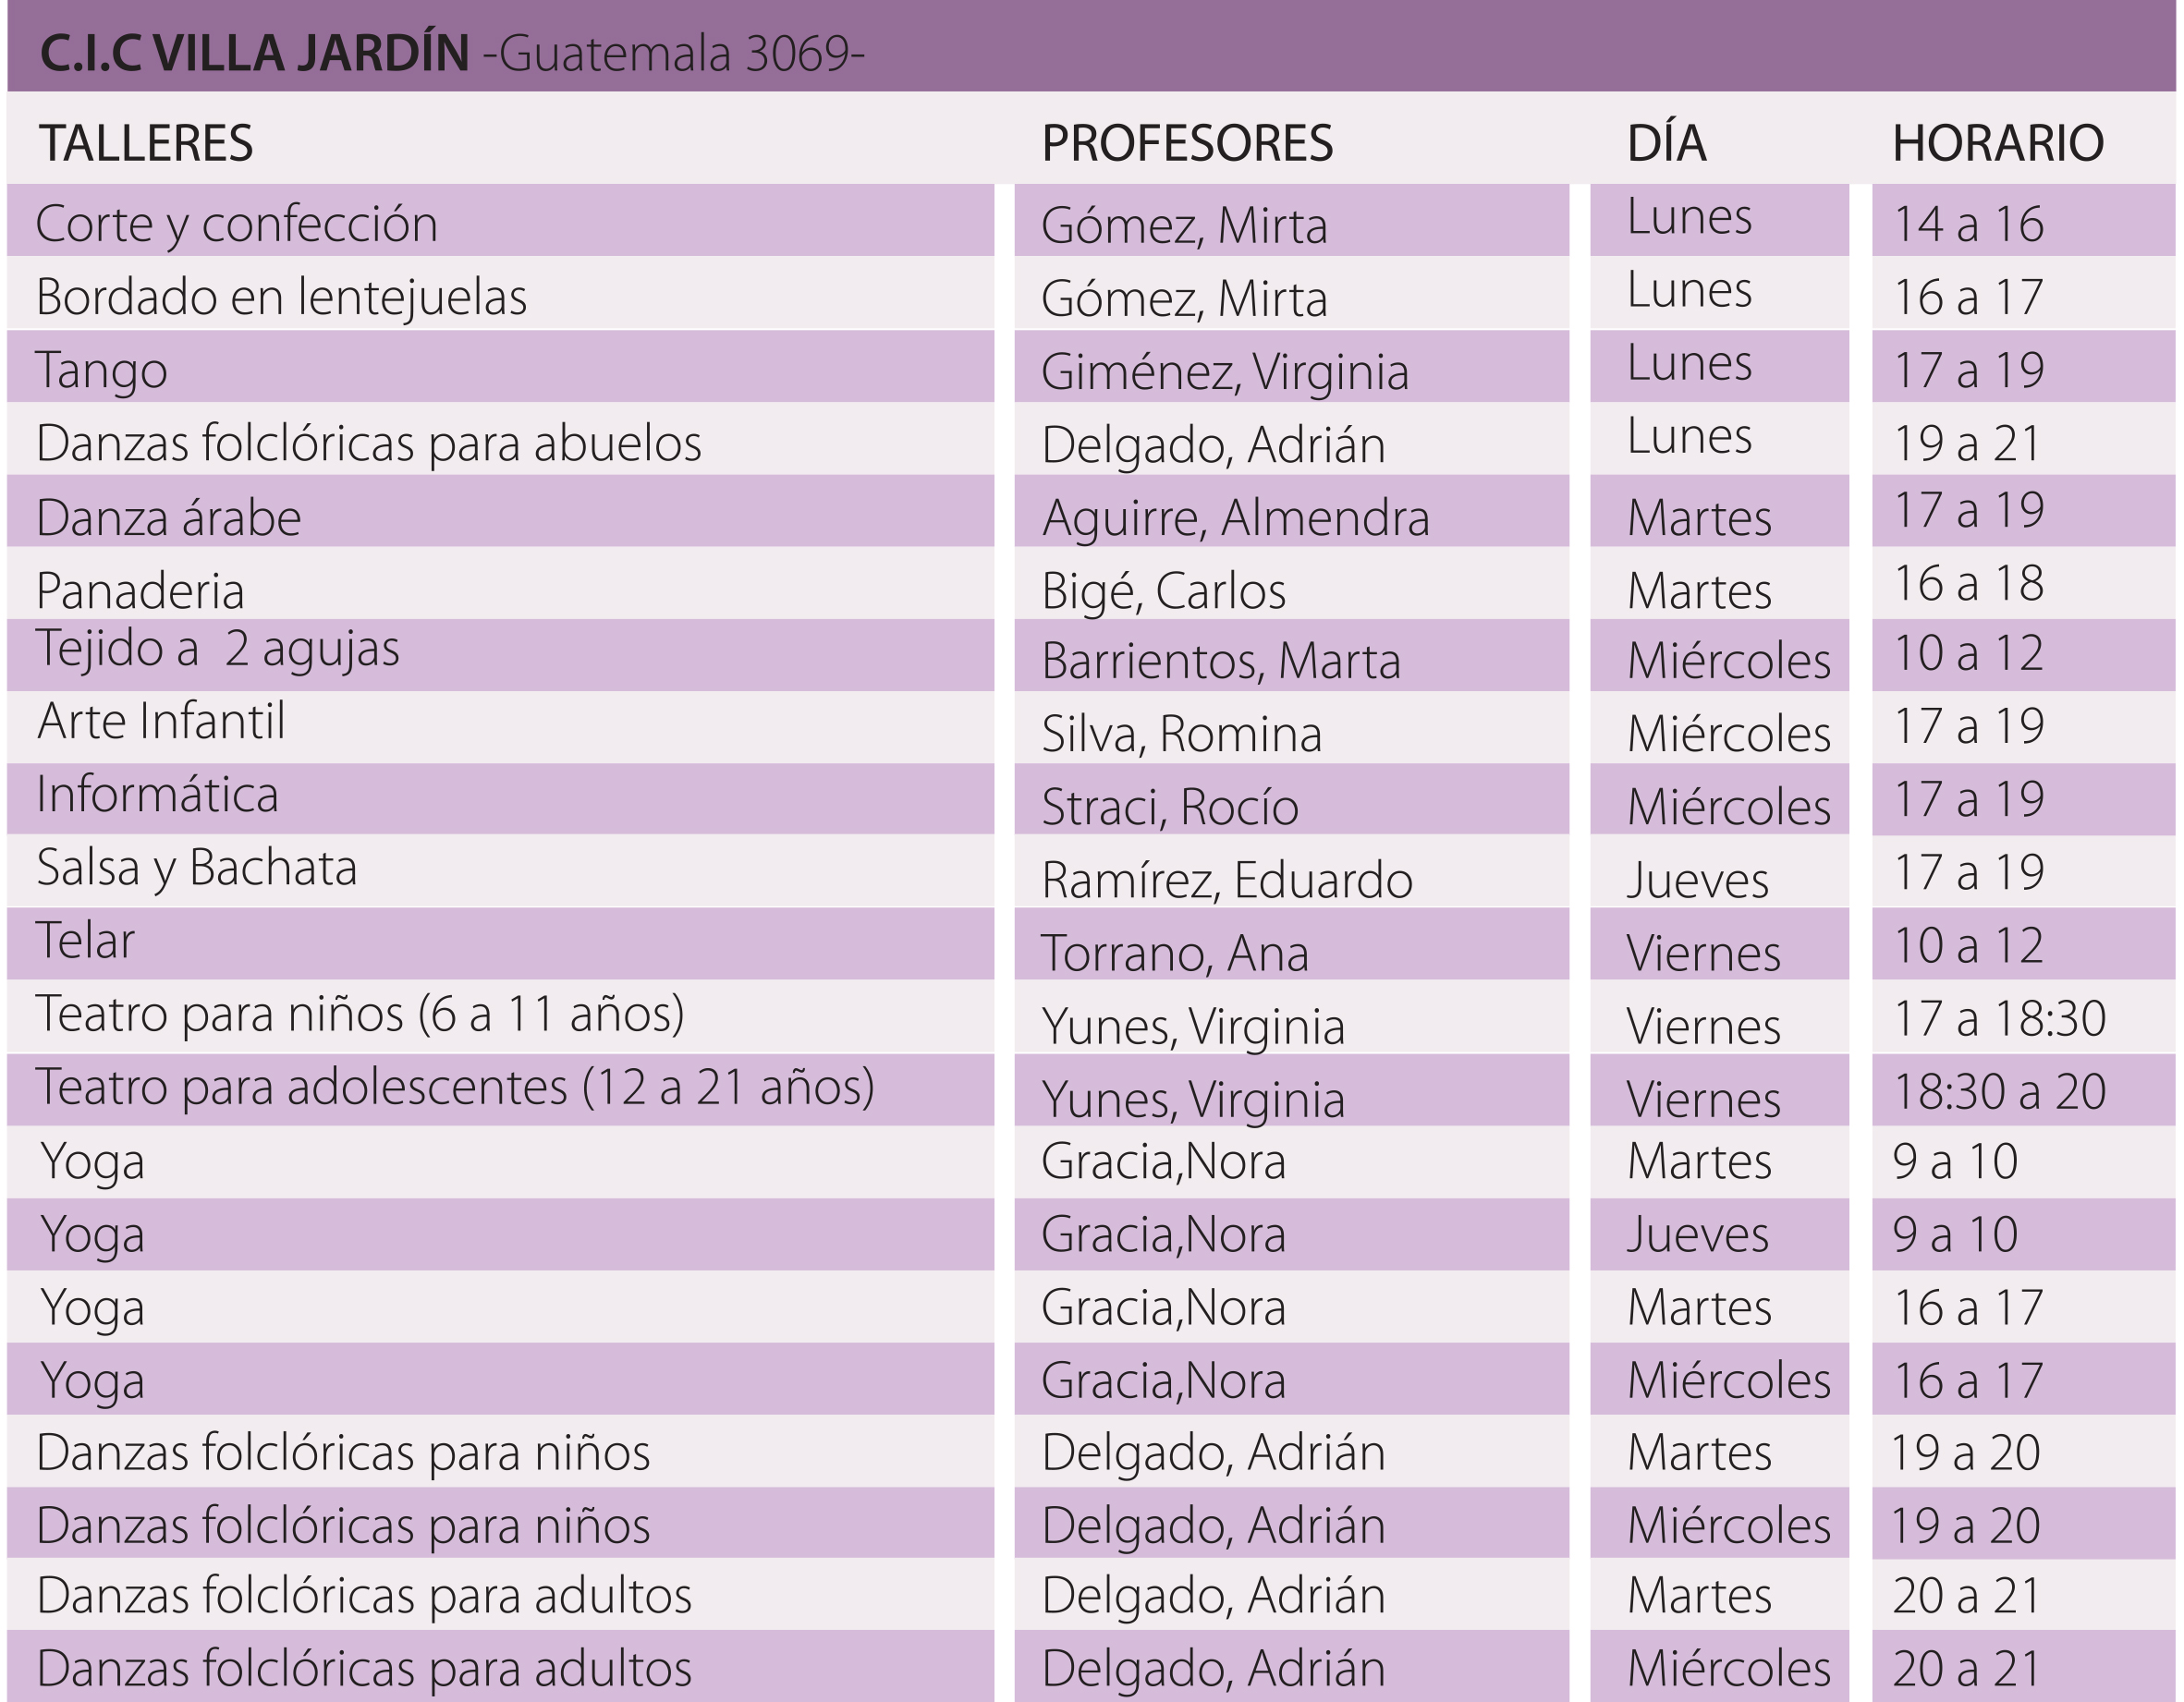 C.I.C VILLA JARDÍN -Guatemala 3069-
TALLERES PROFESORES DÍA HORARIO
Corte y confección Gómez, Mirta Lunes 14 a 16
Bordado en lentejuelas Gómez, Mirta Lunes 16 a 17
Tango Giménez, Virginia Lunes 17 a 19
Danzas folclóricas para abuelos Delgado, Adrián Lunes 19 a 21
Danza árabe Aguirre, Almendra Martes 17 a 19
Panaderia Bigé, Carlos Martes 16 a 18
Tejido a  2 agujas Barrientos, Marta Miércoles 10 a 12
Arte Infantil Silva, Romina Miércoles 17 a 19
Informática Straci, Rocío Miércoles 17 a 19
Salsa y Bachata Ramírez, Eduardo Jueves 17 a 19
Telar Torrano, Ana Viernes 10 a 12
Teatro para niños (6 a 11 años) Yunes, Virginia Viernes 17 a 18:30
Teatro para adolescentes (12 a 21 años) Yunes, Virginia Viernes 18:30 a 20
Yoga Gracia,Nora Martes 9 a 10
Yoga Gracia,Nora Jueves 9 a 10
Yoga Gracia,Nora Martes 16 a 17
Yoga Gracia,Nora Miércoles 16 a 17
Danzas folclóricas para niños Delgado, Adrián Martes 19 a 20
Danzas folclóricas para niños Delgado, Adrián Miércoles 19 a 20
Danzas folclóricas para adultos Delgado, Adrián Martes 20 a 21
Danzas folclóricas para adultos Delgado, Adrián Miércoles 20 a 21